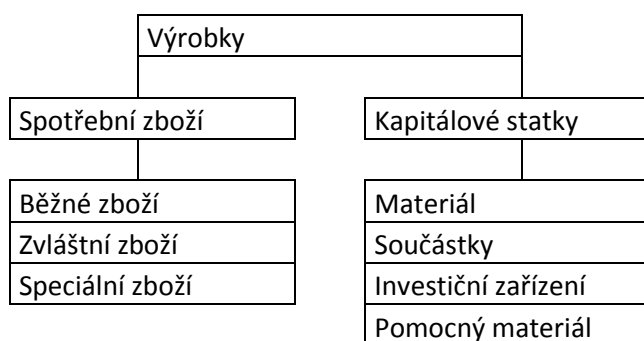 Výrobky
Spotřební zboží
Kapitálové statky
Běžné zboží
Zvláštní zboží
Speciální zboží
Materiál
Součástky
Investiční zařízení
Pomocný materiál